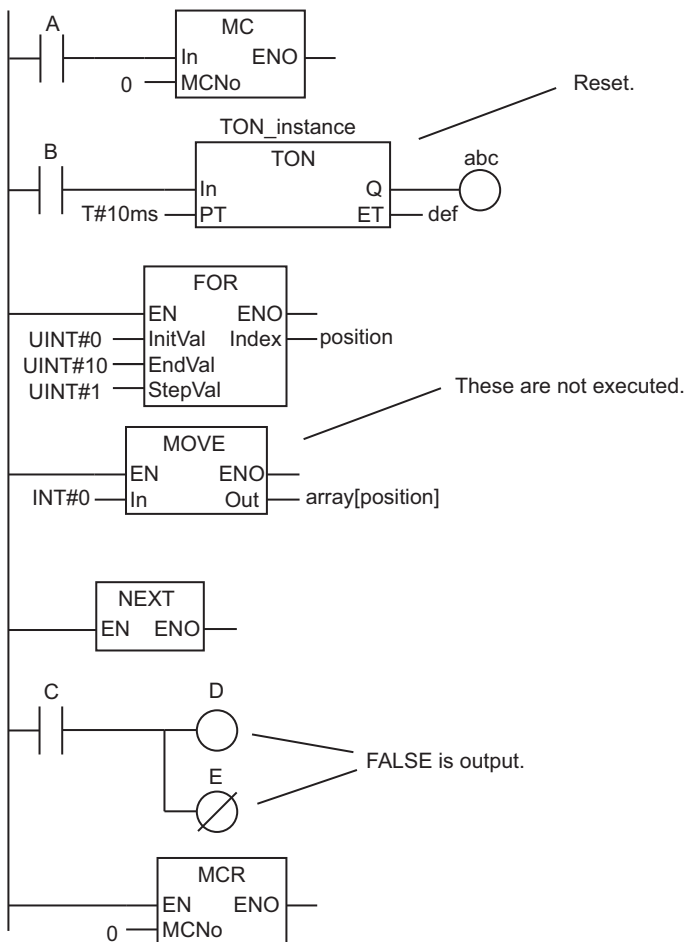 A
MC
In ENO
0 MCNo
Reset.
TON_instance
B
TON
abc
In Q
T#10ms PT ET def
FOR
EN ENO
UINT#0 InitVal Index position
UINT#10 EndVal
UINT#1 StepVal
These are not executed.
MOVE
EN ENO
INT#0 In Out array[position]
NEXT
EN ENO
C
D
FALSE is output.
E
MCR
EN ENO
0 MCNo